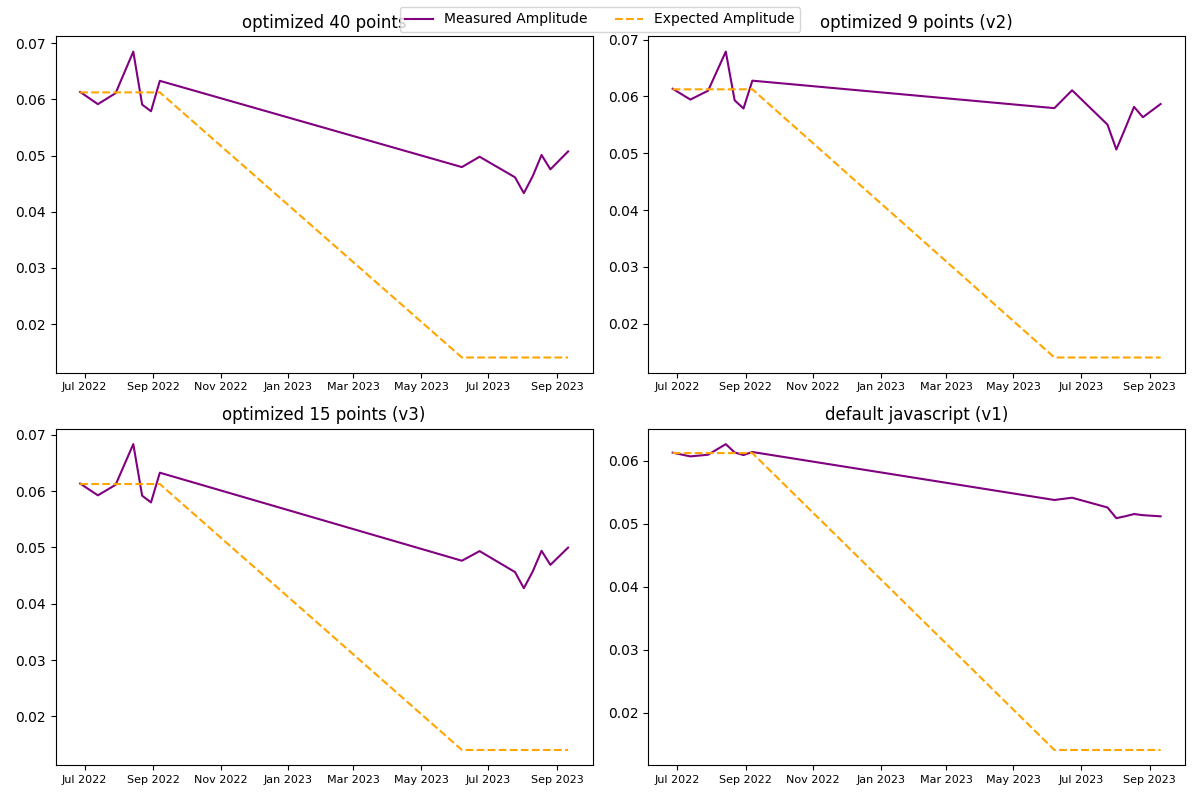 Measured Amplitude Expected Amplitude
optimized 40 points
0.07
0.06
0.05
0.04
0.03
0.02
Jul 2022 Sep 2022 Nov 2022 Jan 2023 Mar 2023 May 2023 Jul 2023 Sep 2023
optimized 9 points (v2)
0.07
0.06
0.05
0.04
0.03
0.02
Jul 2022 Sep 2022 Nov 2022 Jan 2023 Mar 2023 May 2023 Jul 2023 Sep 2023
optimized 15 points (v3)
0.07
0.06
0.05
0.04
0.03
0.02
Jul 2022 Sep 2022 Nov 2022 Jan 2023 Mar 2023 May 2023 Jul 2023 Sep 2023
default javascript (v1)
0.06
0.05
0.04
0.03
0.02
Jul 2022 Sep 2022 Nov 2022 Jan 2023 Mar 2023 May 2023 Jul 2023 Sep 2023